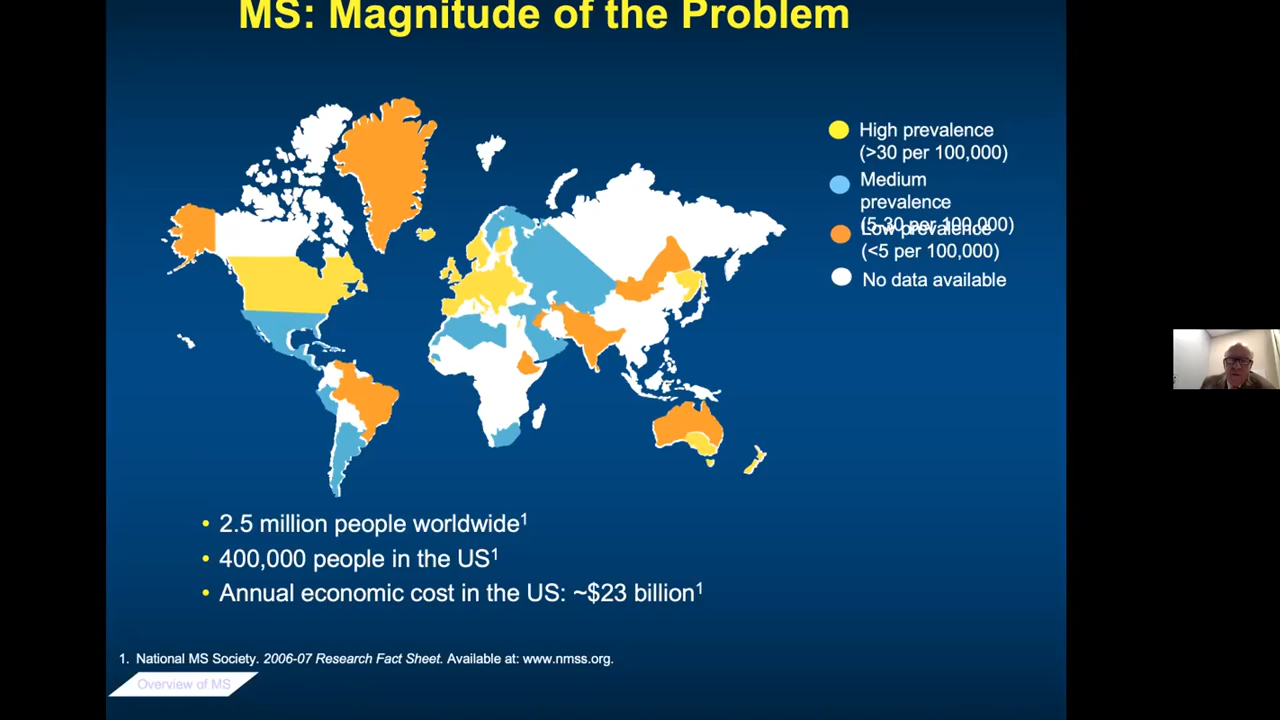 MS: Magnitude of the Problem
High prevalence
(>30 per 100,000)
Medium
prevalence
(5-30 per 100,000)
Low prevalence
(<5 per 100,000)
No data available
• 2.5 million people worldwide1
• 400,000 people in the US1
• Annual economic cost in the US: ~$23 billion1
1. National MS Society. 2006-07 Research Fact Sheet. Available at: www.nmss.org.
Overview of MS